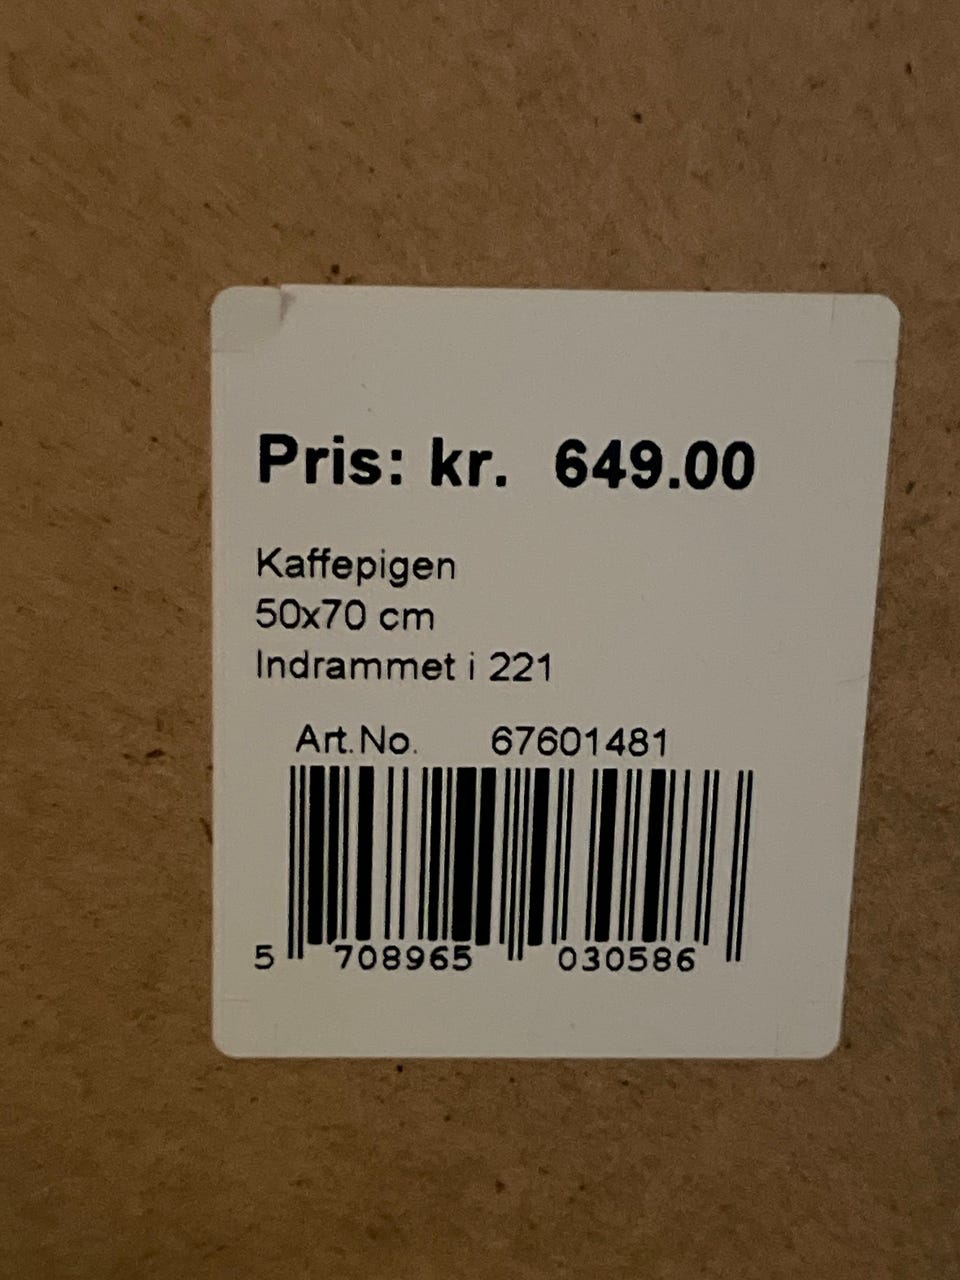 Pris: kr. 649.00
Kaffepigen
50x70 cm
Indrammet i 221
Art.No. 67601481
5 708965 030586